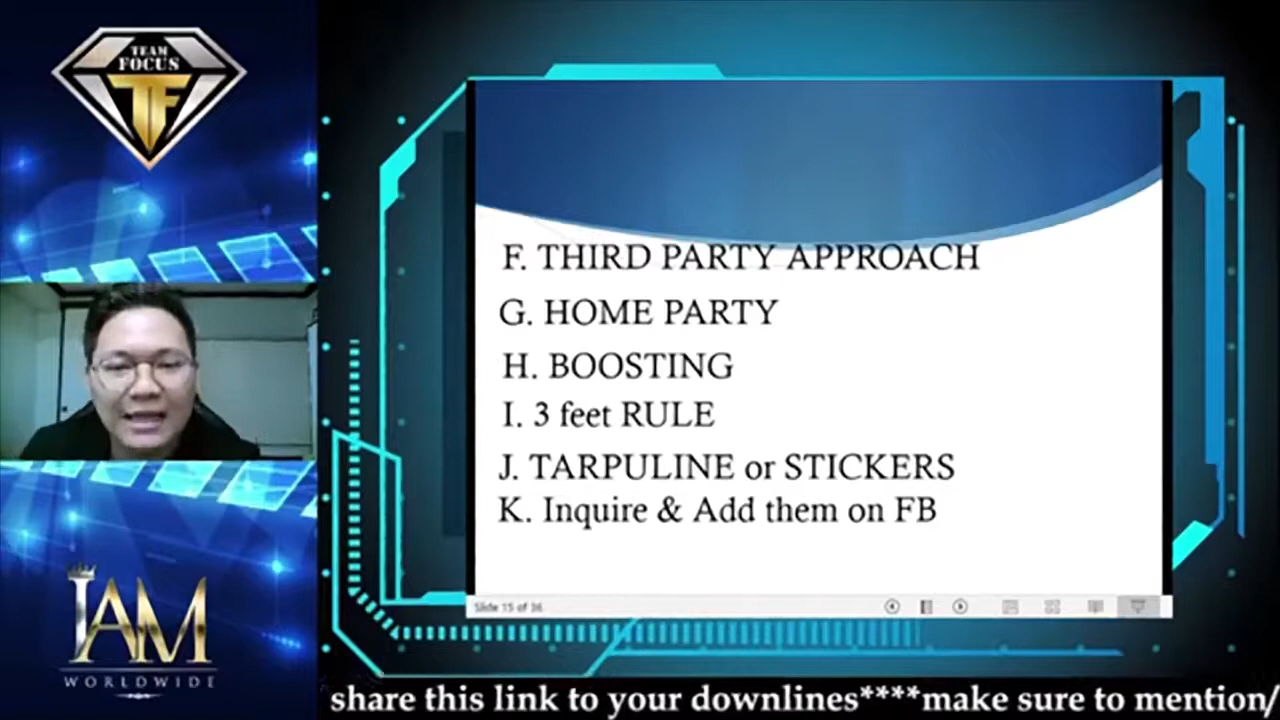 TEAM
FOCUS
TF
F. THIRD PARTY APPROACH
G. HOME PARTY
H. BOOSTING
I. 3 feet RULE
J. TARPULINE or STICKERS
K. Inquire & Add them on FB
Slide 15 of 36
IAM
WORLDWIDE
share this link to your downlines****make sure to mention/